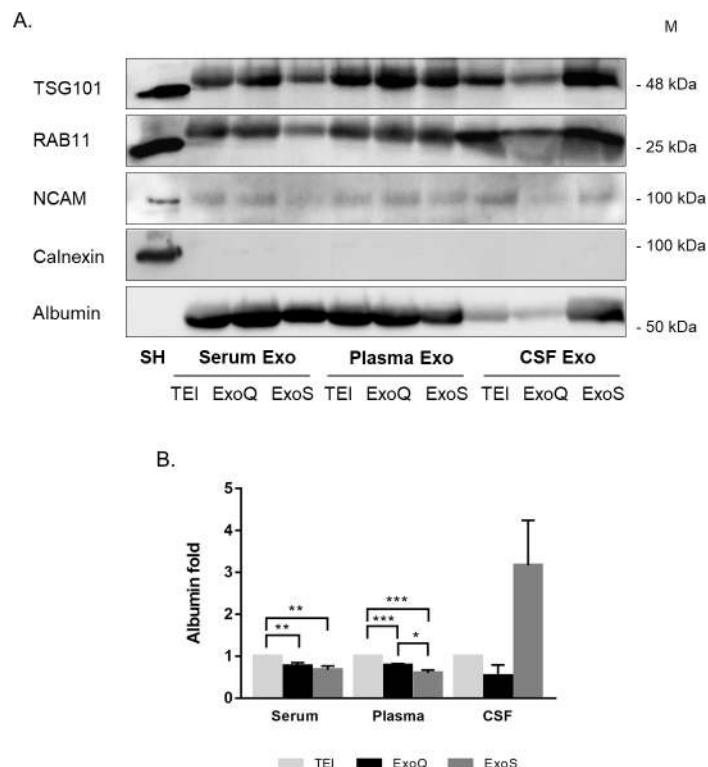 A.
M
TSG101
- 48 kDa
RAB11
- 25 kDa
NCAM
- 100 kDa
- 100 kDa
Calnexin
Albumin
- 50 kDa
SH Serum Exo Plasma Exo CSF Exo
TEI ExoQ ExoS TEI ExoQ ExoS TEI ExoQ ExoS
B.
5
4
3
2
1
0
Albumin fold
**
**
***
***
*
Serum Plasma CSF
TEI ExoQ ExoS